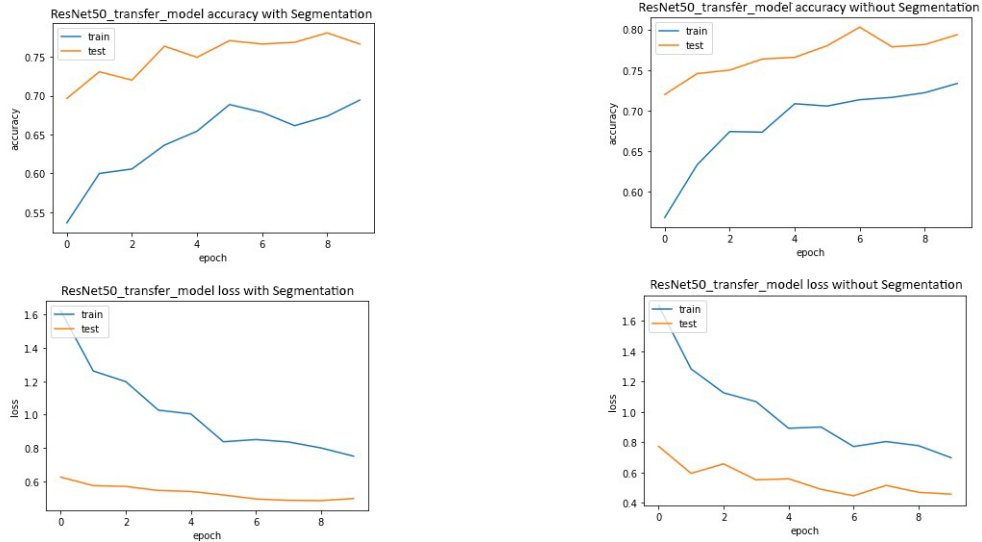 ResNet50_transfer_model accuracy with Segmentation
train
test
0.75
0.70
0.65
0.60
0.55
accuracy
0 2 4 6 8
epoch
ResNet50_transfer_model accuracy without Segmentation
train
test
0.80
0.75
0.70
0.65
0.60
accuracy
0 2 4 6 8
epoch
ResNet50_transfer_model loss with Segmentation
train
test
1.6
1.4
1.2
1.0
0.8
0.6
loss
0 2 4 6 8
epoch
ResNet50_transfer_model loss without Segmentation
train
test
1.6
1.4
1.2
1.0
0.8
0.6
0.4
loss
0 2 4 6 8
epoch